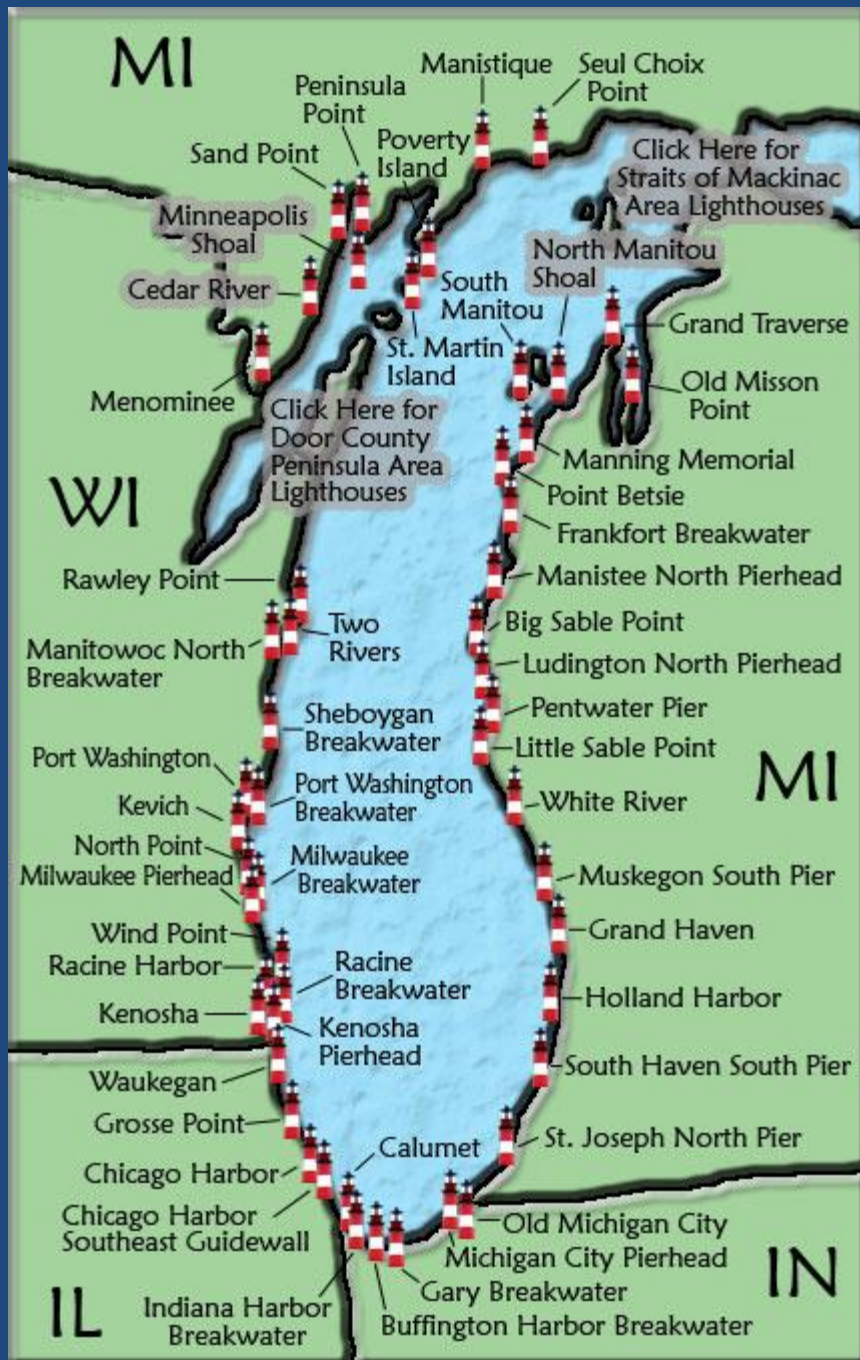 MI
Manistique
Seul Choix
Point
Peninsula
Point
Poverty
Island
Sand Point
Click Here for
Straits of Mackinac
Area Lighthouses
Minneapolis
Shoal
North Manitou
Shoal
Cedar River
South
Manitou
Grand Traverse
St. Martin
Island
Old Misson
Point
Menominee
Click Here for
Door County
Peninsula Area
Lighthouses
Manning Memorial
Point Betsie
WI
Frankfort Breakwater
Rawley Point
Manistee North Pierhead
Two
Rivers
Big Sable Point
Manitowoc North
Breakwater
Ludington North Pierhead
Sheboygan
Breakwater
Pentwater Pier
Little Sable Point
Port Washington
MI
Port Washington
Breakwater
Kevich
White River
North Point
Milwaukee Pierhead
Milwaukee
Breakwater
Muskegon South Pier
Wind Point
Grand Haven
Racine Harbor
Racine
Breakwater
Kenosha
Holland Harbor
Kenosha
Pierhead
Waukegan
South Haven South Pier
Grosse Point
Calumet
St. Joseph North Pier
Chicago Harbor
Chicago Harbor
Southeast Guidewall
Old Michigan City
Michigan City Pierhead
IN
Gary Breakwater
IL
Indiana Harbor
Breakwater
Buffington Harbor Breakwater